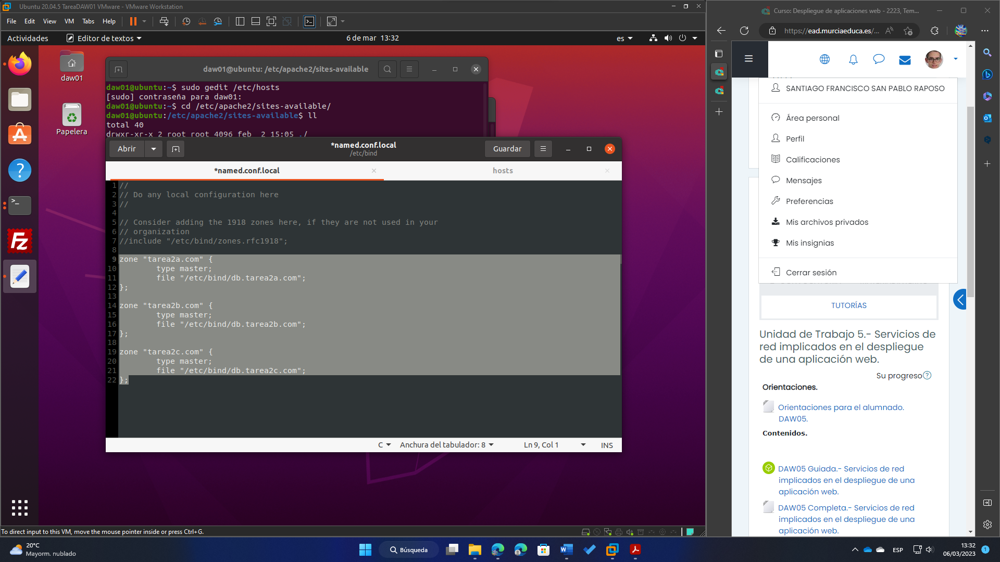 Ubuntu 20.04.5 TareaDAW01 VMware - VMware Workstation
File Edit View VM Tabs Help
Actividades
Editor de textos
6 de mar 13:32
es
daw01
Papelera
daw01@ubuntu: /etc/apache2/sites-available
daw01@ubuntu:~$ sudo gedit /etc/hosts
[sudo] contraseña para daw01:
daw01@ubuntu:~$ cd /etc/apache2/sites-available/
daw01@ubuntu:/etc/apache2/sites-available$ ll
total 40
drwxr-xr-x 2 root root 4096 feb  2 15:05 ./
Abrir
*named.conf.local
/etc/bind
Guardar
*named.conf.local
hosts
1 //
2 // Do any local configuration here
3 //
4
5 // Consider adding the 1918 zones here, if they are not used in your
6 // organization
7 //include "/etc/bind/zones.rfc1918";
8
9 zone "tarea2a.com" {
10         type master;
11         file "/etc/bind/db.tarea2a.com";
12 };
13
14 zone "tarea2b.com" {
15         type master;
16         file "/etc/bind/db.tarea2b.com";
17 };
18
19 zone "tarea2c.com" {
20         type master;
21         file "/etc/bind/db.tarea2c.com";
22 };
C
Anchura del tabulador: 8
Ln 9, Col 1
INS
To direct input to this VM, move the mouse pointer inside or press Ctrl+G.
Curso: Despliegue de aplicaciones web - 2223, Tem...
https://ead.murciaeduca.es/...
SANTIAGO FRANCISCO SAN PABLO RAPOSO
Área personal
Perfil
Calificaciones
Mensajes
Preferencias
Mis archivos privados
Mis insignias
Cerrar sesión
TUTORÍAS
Unidad de Trabajo 5.- Servicios de
red implicados en el despliegue
de una aplicación web.
Su progreso
Orientaciones.
Orientaciones para el alumnado.
DAW05.
Contenidos.
DAW05 Guiada.- Servicios de red
implicados en el despliegue de una
aplicación web.
DAW05 Completa.- Servicios de red
implicados en el despliegue de una
aplicación web.
20°C
Mayorm. nublado
Búsqueda
ESP
13:32
06/03/2023
1